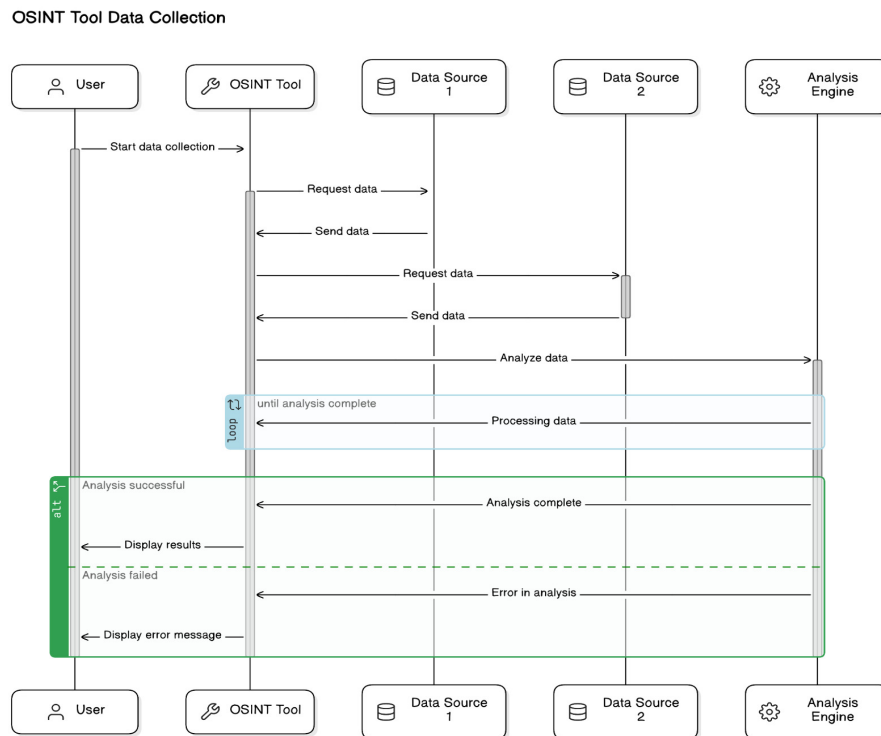 OSINT Tool Data Collection
User
OSINT Tool
Data Source
1
Data Source
2
Analysis
Engine
Start data collection
Request data
Send data
Request data
Send data
Analyze data
loop
until analysis complete
Processing data
alt
Analysis successful
Analysis complete
Display results
Analysis failed
Error in analysis
Display error message
User
OSINT Tool
Data Source
1
Data Source
2
Analysis
Engine